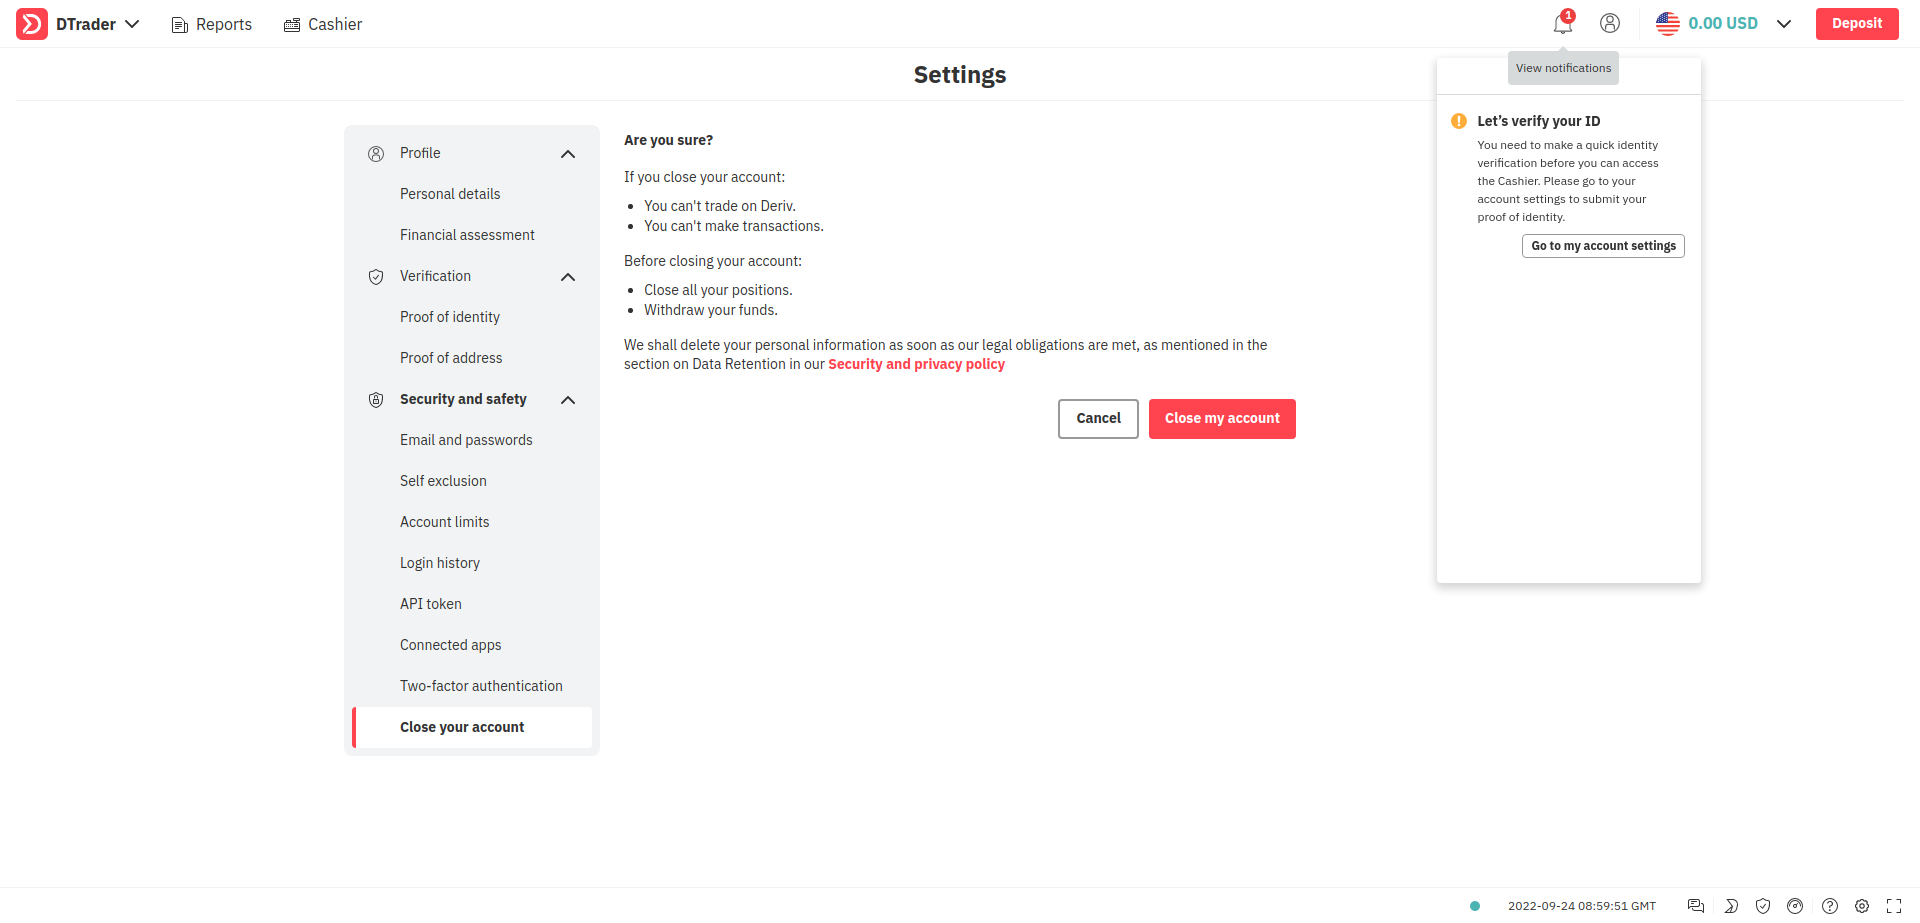 DTrader
Reports
Cashier
1
0.00 USD
Deposit
View notifications
Settings
Profile
Personal details
Financial assessment
Verification
Proof of identity
Proof of address
Security and safety
Email and passwords
Self exclusion
Account limits
Login history
API token
Connected apps
Two-factor authentication
Close your account
Are you sure?
If you close your account:
• You can't trade on Deriv.
• You can't make transactions.
Before closing your account:
• Close all your positions.
• Withdraw your funds.
We shall delete your personal information as soon as our legal obligations are met, as mentioned in the
section on Data Retention in our Security and privacy policy
Cancel
Close my account
Let’s verify your ID
You need to make a quick identity
verification before you can access
the Cashier. Please go to your
account settings to submit your
proof of identity.
Go to my account settings
2022-09-24 08:59:51 GMT